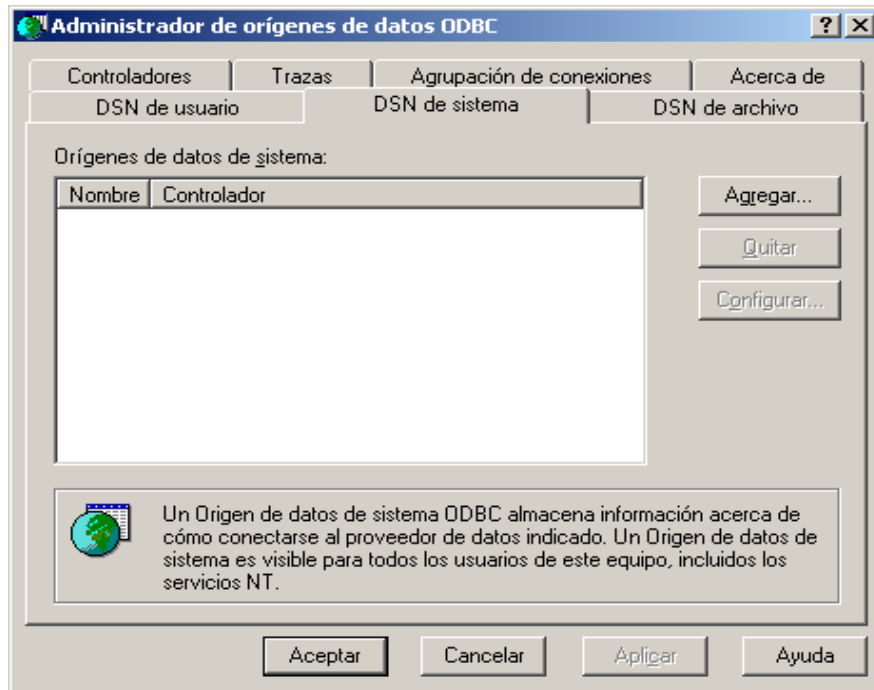 Administrador de orígenes de datos ODBC
Controladores Trazas Agrupación de conexiones Acerca de
DSN de usuario DSN de sistema DSN de archivo
Orígenes de datos de sistema:
Nombre Controlador
Agregar...
Quitar
Configurar...
Un Origen de datos de sistema ODBC almacena información acerca de
cómo conectarse al proveedor de datos indicado. Un Origen de datos de
sistema es visible para todos los usuarios de este equipo, incluidos los
servicios NT.
Aceptar Cancelar Aplicar Ayuda